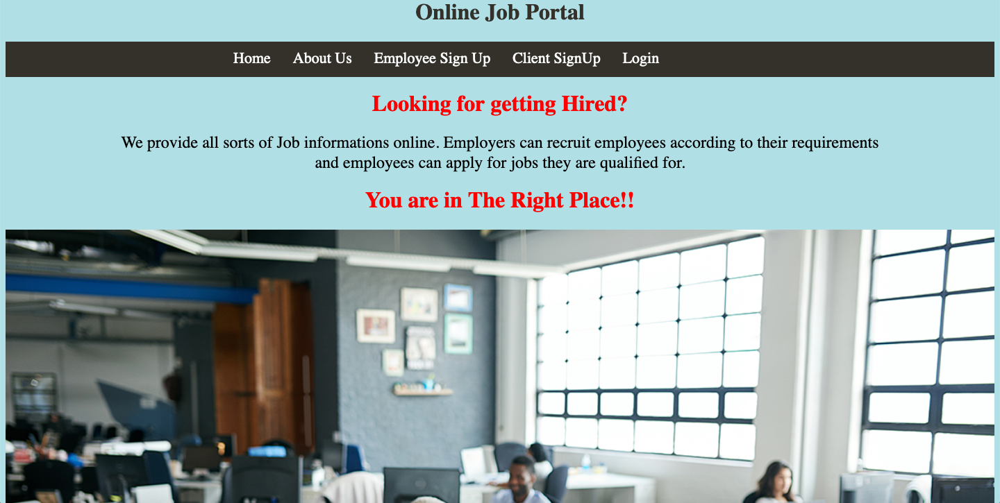 Online Job Portal
Home About Us Employee Sign Up Client SignUp Login
Looking for getting Hired?
We provide all sorts of Job informations online. Employers can recruit employees according to their requirements
and employees can apply for jobs they are qualified for.
You are in The Right Place!!